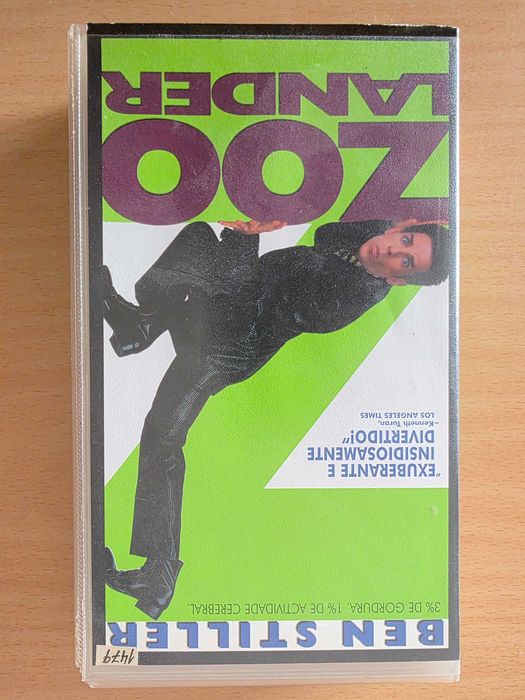 BEN STILLER
3% DE GORDURA. 1% DE ACTIVIDADE CEREBRAL.
"EXUBERANTE E
INSIDIOSAMENTE
DIVERTIDO!"
–Kenneth Turan,
LOS ANGELES TIMES
ZOO
LANDER
1479